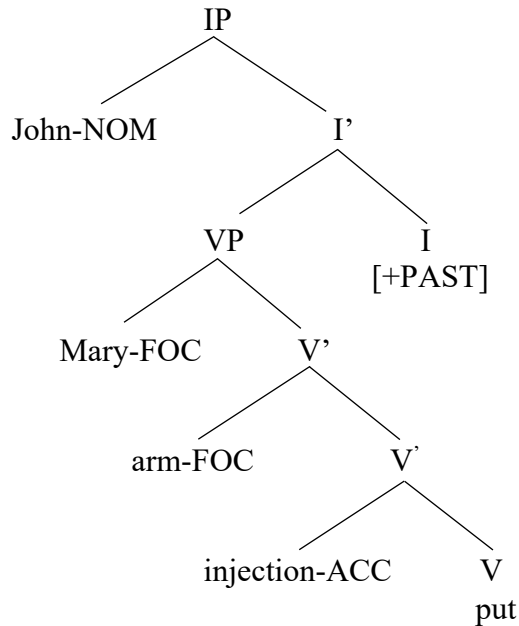 IP
John-NOM I’
VP I
[+PAST]
Mary-FOC V’
arm-FOC V’
injection-ACC V
put